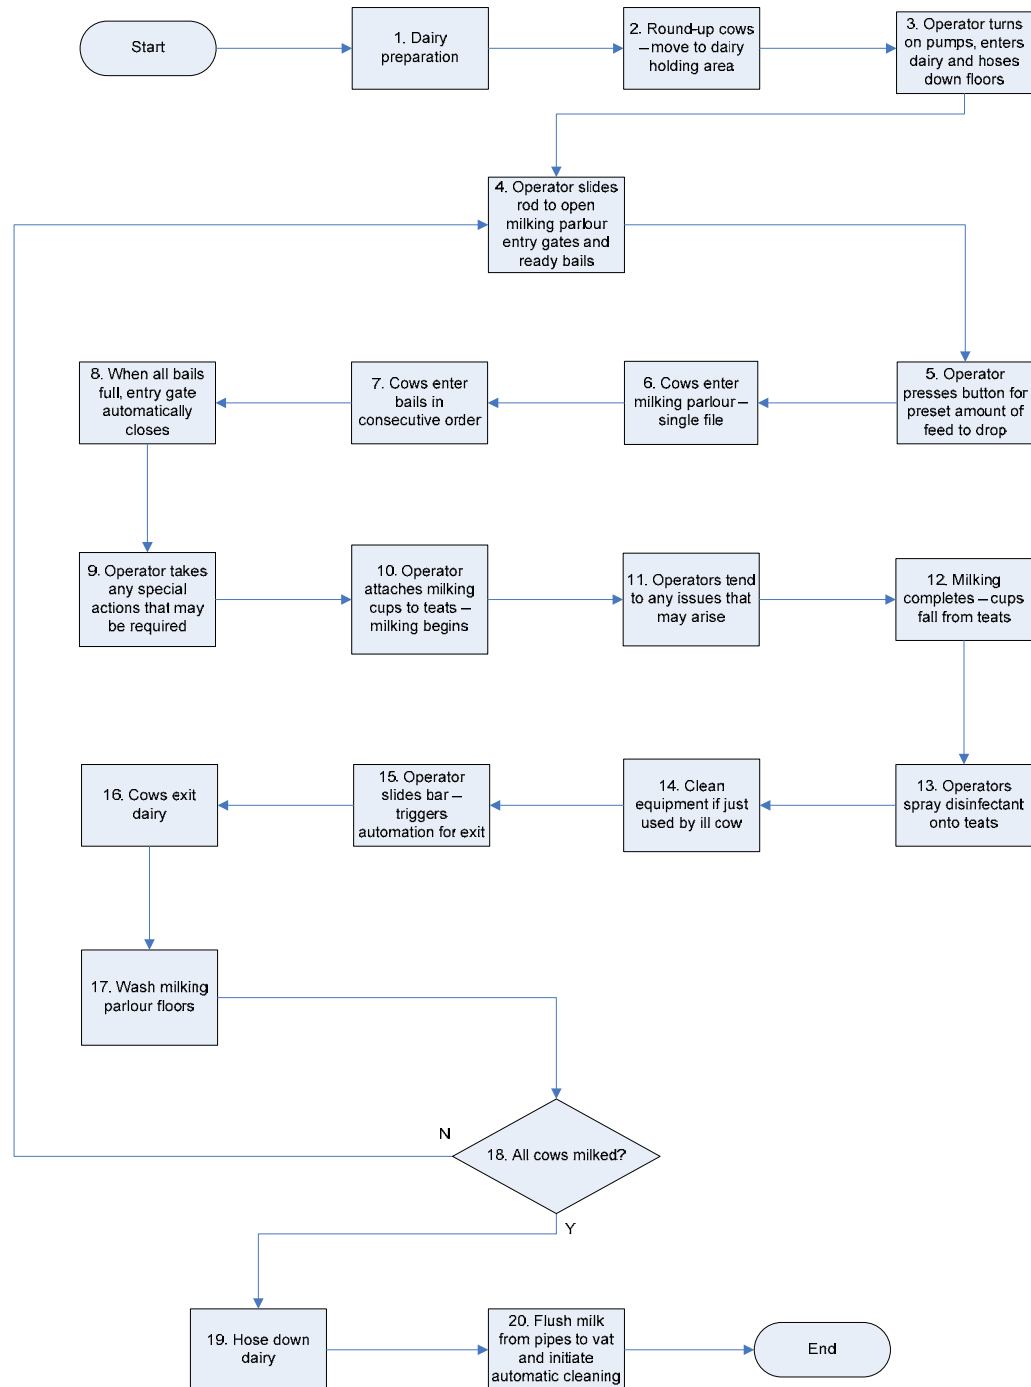 Start
1. Dairy
preparation
2. Round-up cows
– move to dairy
holding area
3. Operator turns
on pumps, enters
dairy and hoses
down floors
4. Operator slides
rod to open
milking parlour
entry gates and
ready bails
5. Operator
presses button for
preset amount of
feed to drop
6. Cows enter
milking parlour –
single file
7. Cows enter
bails in
consecutive order
8. When all bails
full, entry gate
automatically
closes
9. Operator takes
any special
actions that may
be required
10. Operator
attaches milking
cups to teats –
milking begins
11. Operators tend
to any issues that
may arise
12. Milking
completes – cups
fall from teats
13. Operators
spray disinfectant
onto teats
14. Clean
equipment if just
used by ill cow
15. Operator
slides bar –
triggers
automation for exit
16. Cows exit
dairy
17. Wash milking
parlour floors
18. All cows milked?
N
Y
19. Hose down
dairy
20. Flush milk
from pipes to vat
and initiate
automatic cleaning
End